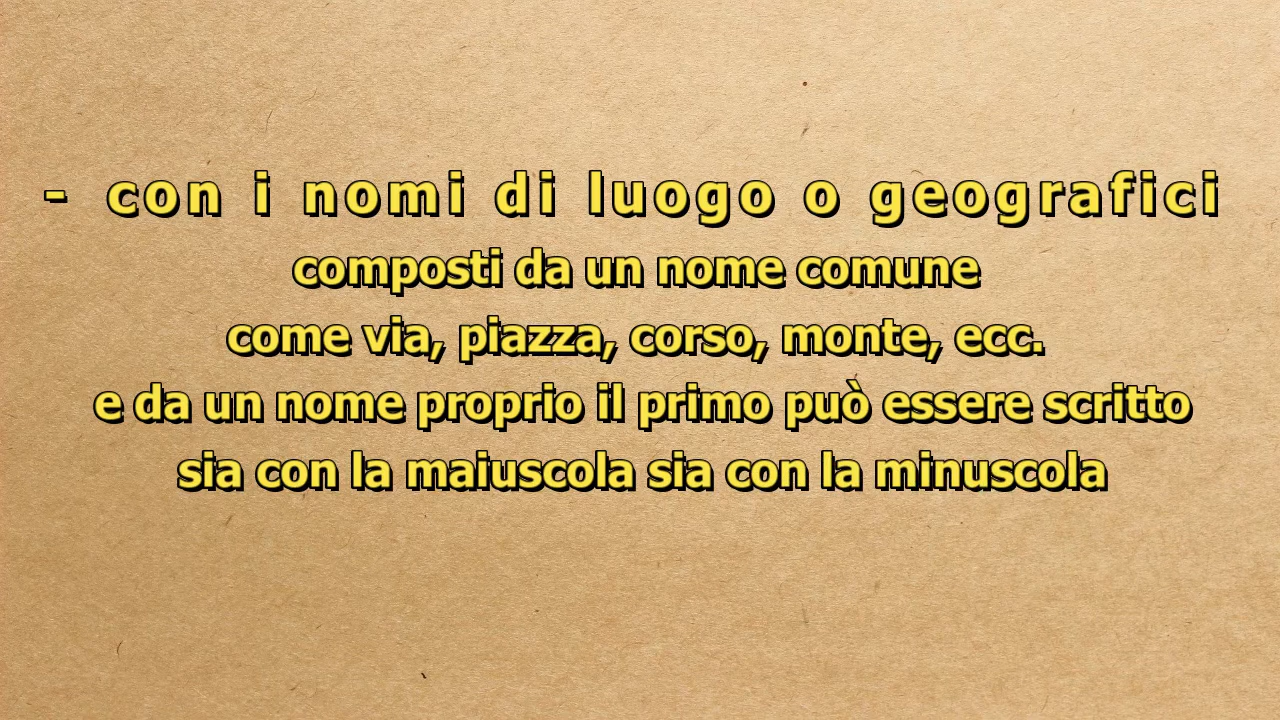 - con i nomi di luogo o geografici
composti da un nome comune
come via, piazza, corso, monte, ecc.
e da un nome proprio il primo può essere scritto
sia con la maiuscola sia con la minuscola